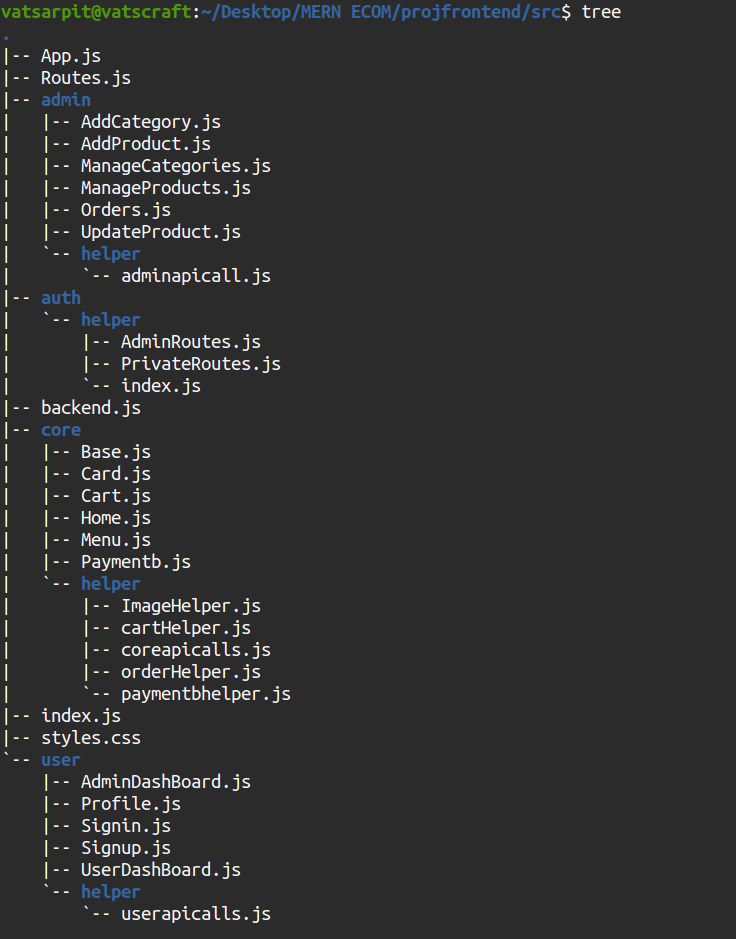 vatsarpit@vatscraft:~/Desktop/MERN ECOM/projfrontend/src$ tree
.
|-- App.js
|-- Routes.js
|-- admin
|   |-- AddCategory.js
|   |-- AddProduct.js
|   |-- ManageCategories.js
|   |-- ManageProducts.js
|   |-- Orders.js
|   |-- UpdateProduct.js
|   `-- helper
|       `-- adminapicall.js
|-- auth
|   `-- helper
|       |-- AdminRoutes.js
|       |-- PrivateRoutes.js
|       `-- index.js
|-- backend.js
|-- core
|   |-- Base.js
|   |-- Card.js
|   |-- Cart.js
|   |-- Home.js
|   |-- Menu.js
|   |-- Paymentb.js
|   `-- helper
|       |-- ImageHelper.js
|       |-- cartHelper.js
|       |-- coreapicalls.js
|       |-- orderHelper.js
|       `-- paymentbhelper.js
|-- index.js
|-- styles.css
`-- user
    |-- AdminDashBoard.js
    |-- Profile.js
    |-- Signin.js
    |-- Signup.js
    |-- UserDashBoard.js
    `-- helper
        `-- userapicalls.js